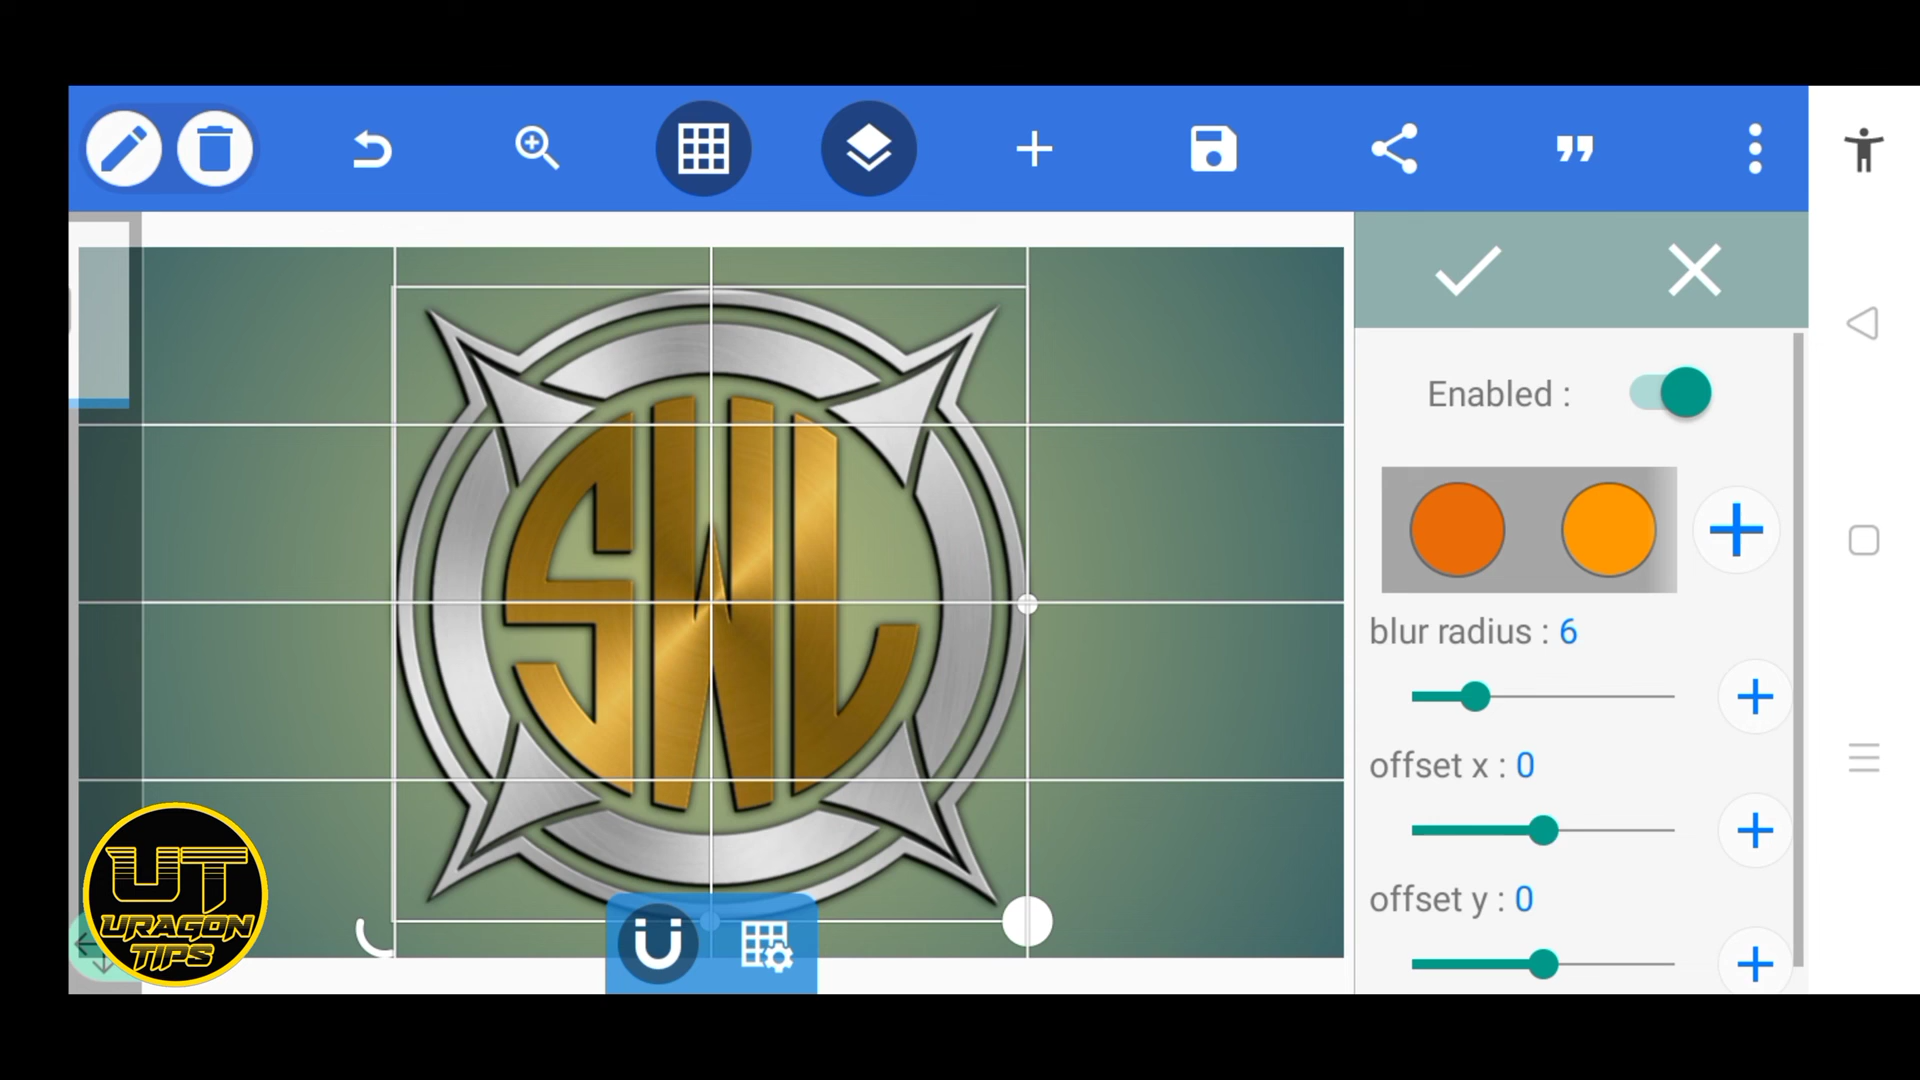 Enabled :
SWL
blur radius : 6
offset x : 0
offset y : 0
UT
URAGON
TIPS